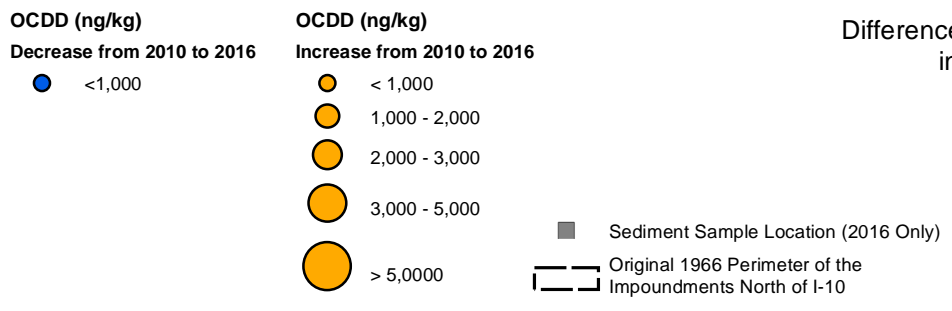 OCDD (ng/kg)
Decrease from 2010 to 2016
<1,000
OCDD (ng/kg)
Increase from 2010 to 2016
< 1,000
1,000 - 2,000
2,000 - 3,000
3,000 - 5,000
> 5,0000
Sediment Sample Location (2016 Only)
Original 1966 Perimeter of the
Impoundments North of I-10
Difference